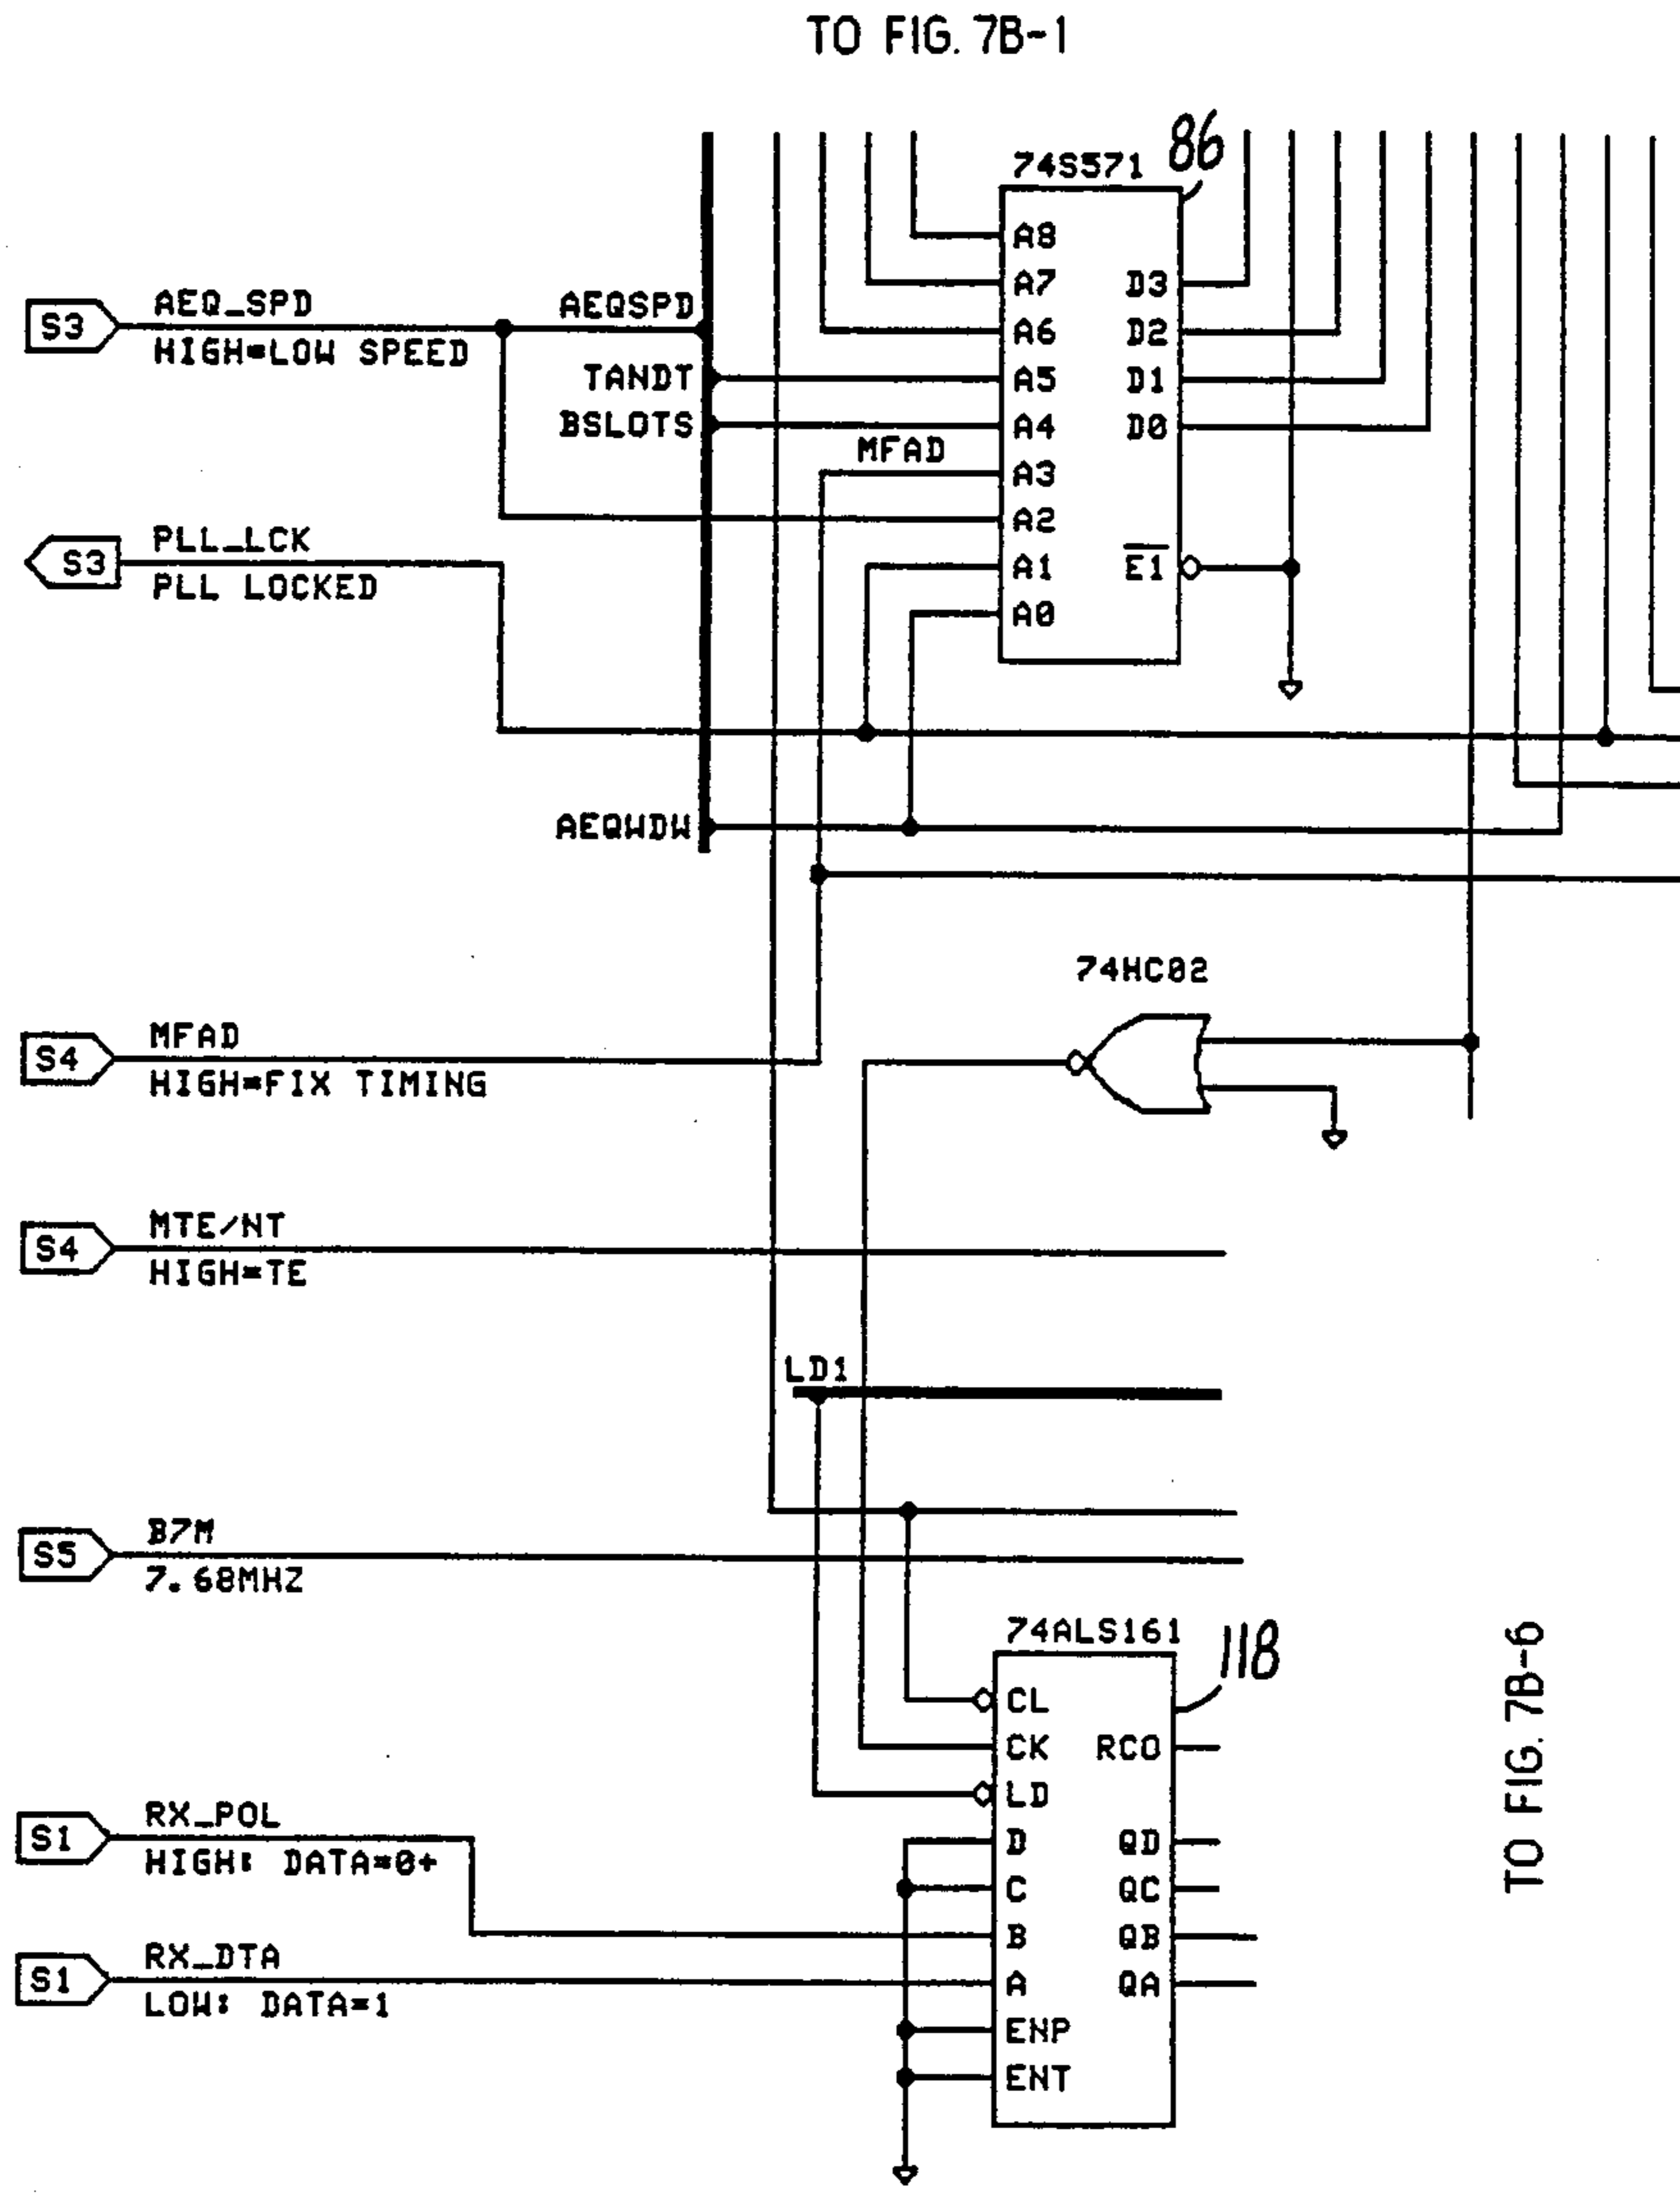 TO FIG. 7B-1
74S571
86
A8
A7 D3
AEQ_SPD
S3
HIGH=LOW SPEED
AEQSPD
A6 D2
TANDT
A5 D1
BSLOTS
A4 D0
MFAD
A3
A2
PLL_LCK
S3
PLL LOCKED
A1 E1
A0
AEQWDW
74HC02
MFAD
S4
HIGH=FIX TIMING
MTE/NT
S4
HIGH=TE
LD1
B7M
S5
7.68MHZ
74ALS161
118
CL
CK RCO
LD
RX_POL
S1
HIGH: DATA=0+
D QD
C QC
B QB
RX_DTA
S1
LOW: DATA=1
A QA
ENP
ENT
TO FIG. 7B-6